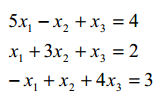 5x₁ − x₂ + x₃ = 4
x₁ + 3x₂ + x₃ = 2
−x₁ + x₂ + 4x₃ = 3